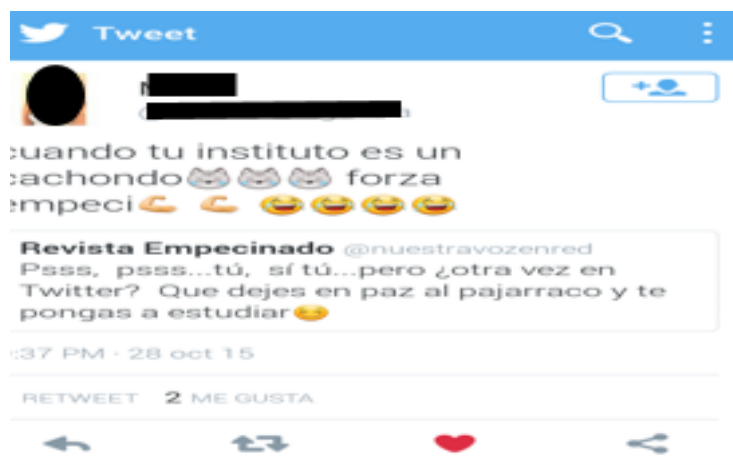 Tweet
cuando tu instituto es un
cachondo😹😹😹 forza
empeci💪 💪 😂😂😂😂
Revista Empecinado @nuestravozenred
Psss, psss...tú, sí tú...pero ¿otra vez en
Twitter? Que dejes en paz al pajarraco y te
pongas a estudiar😆
:37 PM · 28 oct 15
RETWEET 2 ME GUSTA